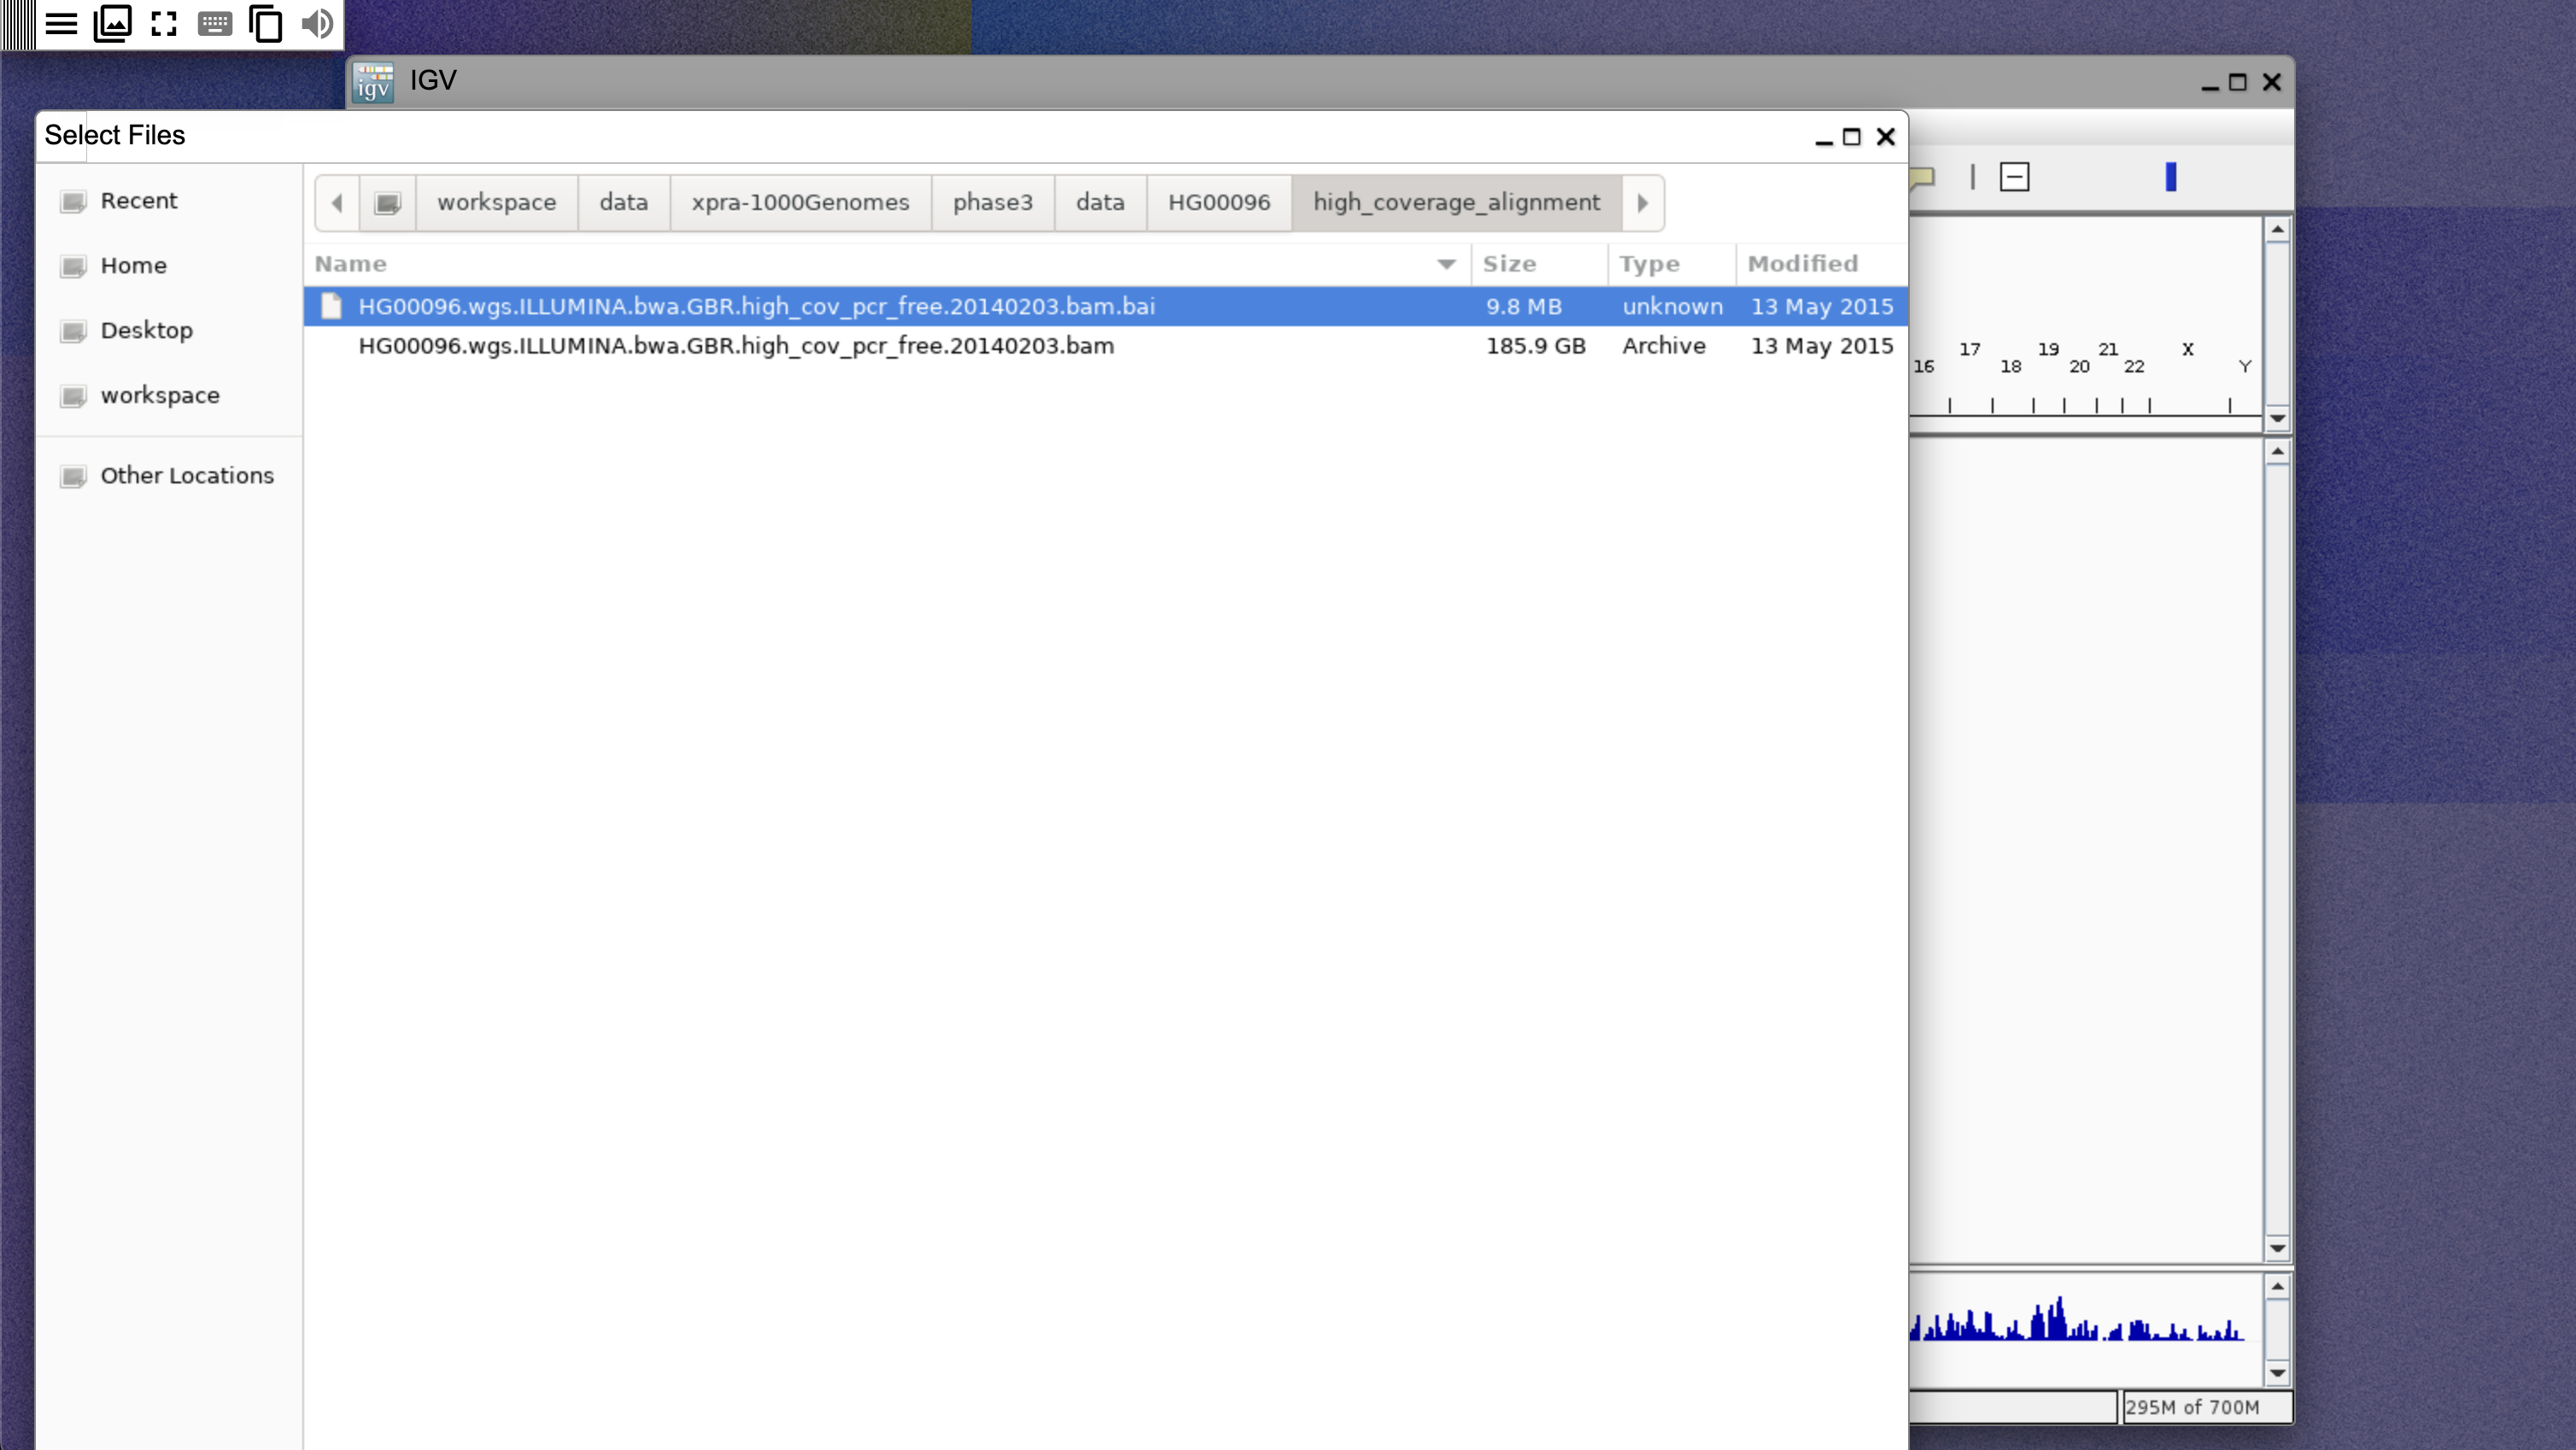 igv IGV
Select Files
Recent
Home
Desktop
workspace
Other Locations
workspace data xpra-1000Genomes phase3 data HG00096 high_coverage_alignment
Name Size Type Modified
HG00096.wgs.ILLUMINA.bwa.GBR.high_cov_pcr_free.20140203.bam.bai 9.8 MB unknown 13 May 2015
HG00096.wgs.ILLUMINA.bwa.GBR.high_cov_pcr_free.20140203.bam 185.9 GB Archive 13 May 2015
17 19 21 X
16 18 20 22 Y
295M of 700M